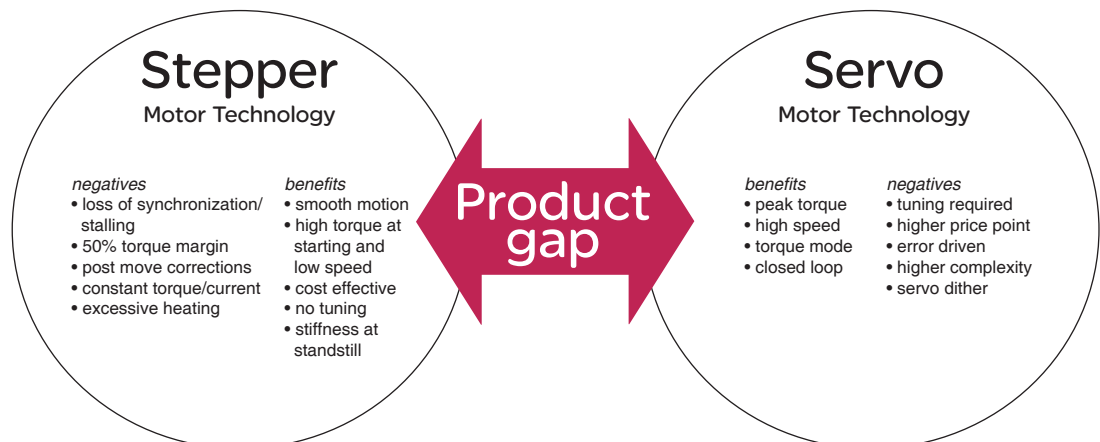 Stepper
Motor Technology
negatives
• loss of synchronization/
stalling
• 50% torque margin
• post move corrections
• constant torque/current
• excessive heating
benefits
• smooth motion
• high torque at
starting and
low speed
• cost effective
• no tuning
• stiffness at
standstill
Product
gap
Servo
Motor Technology
benefits
• peak torque
• high speed
• torque mode
• closed loop
negatives
• tuning required
• higher price point
• error driven
• higher complexity
• servo dither